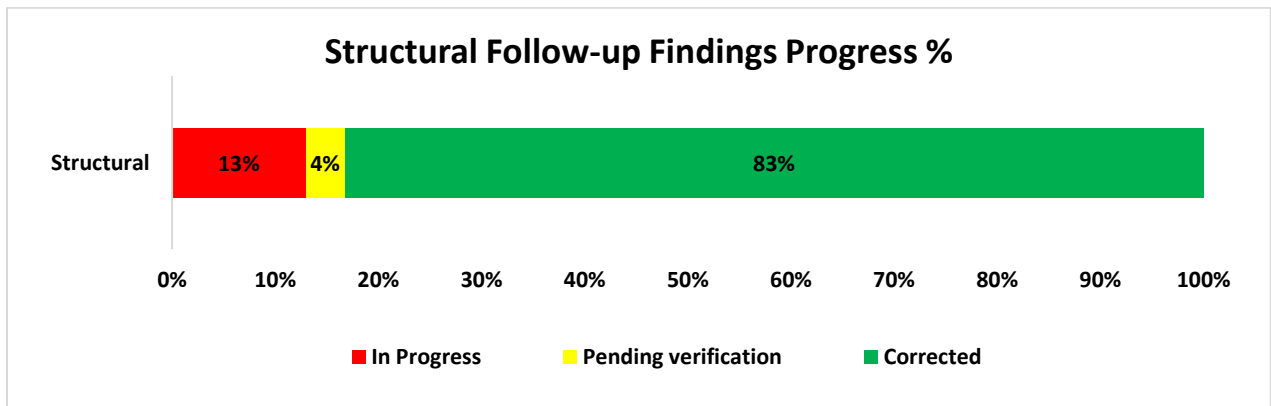 Structural Follow-up Findings Progress %
Structural
13% 4% 83%
0% 10% 20% 30% 40% 50% 60% 70% 80% 90% 100%
In Progress Pending verification Corrected